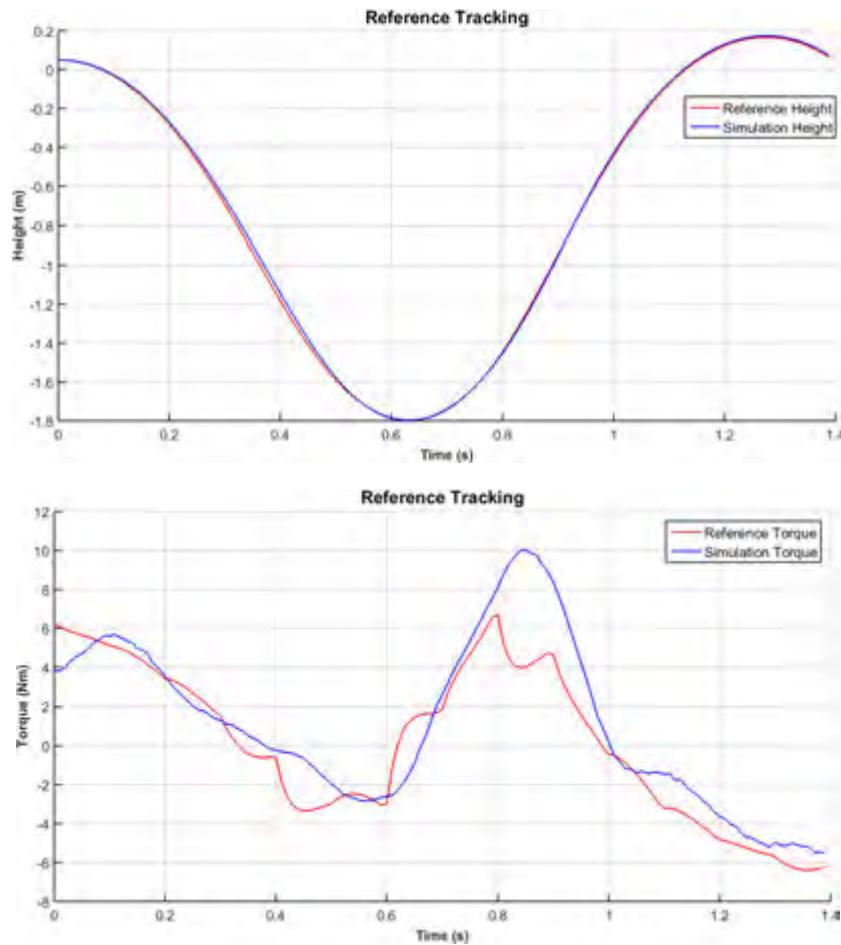 Reference Tracking
0.2
0
-0.2
-0.4
-0.6
-0.8
-1
-1.2
-1.4
-1.6
-1.8
Height (m)
Reference Height
Simulation Height
0 0.2 0.4 0.6 0.8 1 1.2 1.4
Time (s)
Reference Tracking
12
10
8
6
4
2
0
-2
-4
-6
-8
Torque (Nm)
Reference Torque
Simulation Torque
0 0.2 0.4 0.6 0.8 1 1.2 1.4
Time (s)